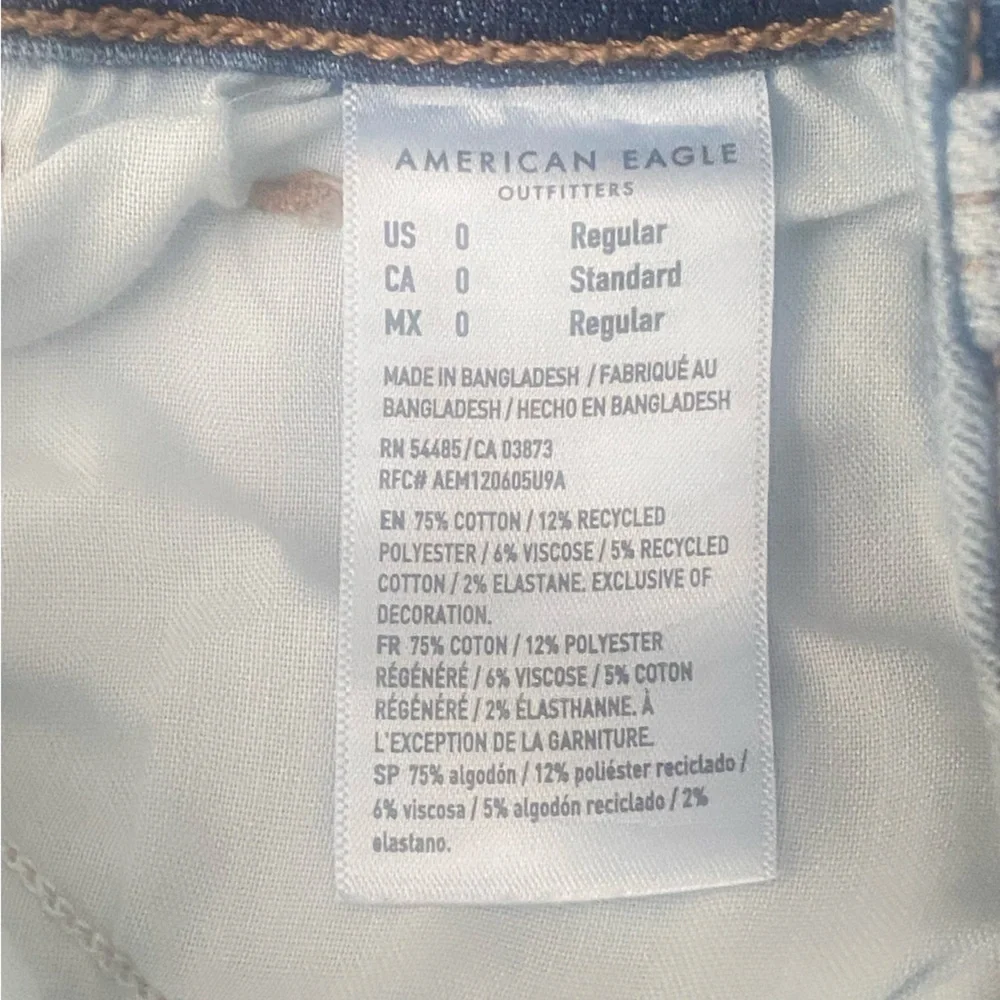 AMERICAN EAGLE
OUTFITTERS
US 0 Regular
CA 0 Standard
MX 0 Regular
MADE IN BANGLADESH / FABRIQUÉ AU
BANGLADESH / HECHO EN BANGLADESH
RN 54485/CA 03873
RFC# AEM120605U9A
EN 75% COTTON / 12% RECYCLED
POLYESTER / 6% VISCOSE / 5% RECYCLED
COTTON / 2% ELASTANE. EXCLUSIVE OF
DECORATION.
FR 75% COTON / 12% POLYESTER
RÉGÉNÉRÉ / 6% VISCOSE / 5% COTON
RÉGÉNÉRÉ / 2% ÉLASTHANNE. À
L'EXCEPTION DE LA GARNITURE.
SP 75% algodón / 12% poliéster reciclado /
6% viscosa / 5% algodón reciclado / 2%
elastano.